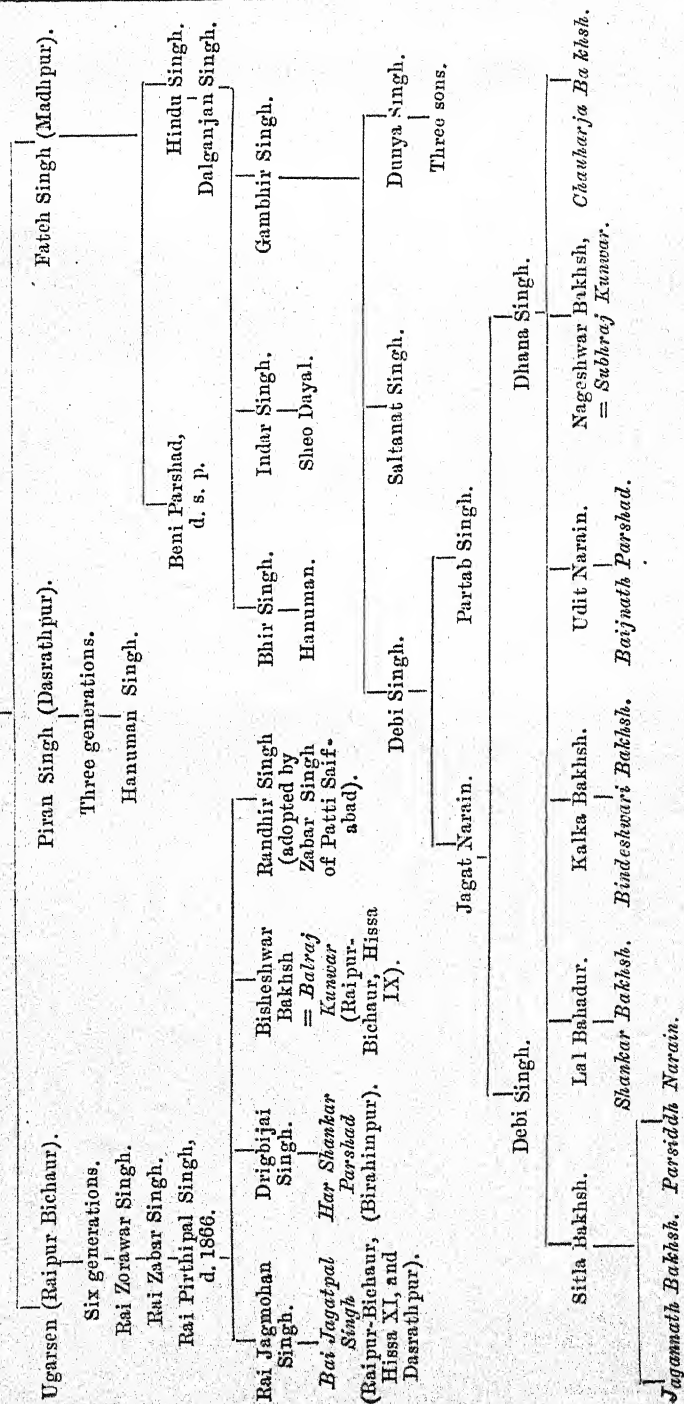 Ugarsen (Raipur Bichaur).
Six generations.
Rai Zorawar Singh.
Rai Zabar Singh.
Rai Pirthipal Singh,
d. 1866.
Rai Jagmohan
Singh.
Rai Jagatpal
Singh
(Raipur-Bichaur,
Hissa XI, and
Dasrathpur).
Drigbijai
Singh.
Har Shankar
Parshad
(Birahimpur).
Bisheshwar
Bakhsh
= Balraj
Kunwar
(Raipur-
Bichaur, Hissa
IX).
Randhir Singh
(adopted by
Zabar Singh
of Patti Saif-
abad).
Piran Singh (Dasrathpur).
Three generations.
Hanuman Singh.
Fateh Singh (Madhpur).
Beni Parshad,
d. s. p.
Hindu Singh.
Dalganjan Singh.
Bhir Singh.
Hanuman.
Indar Singh.
Sheo Dayal.
Gambhir Singh.
Debi Singh.
Saltanat Singh.
Dunya Singh.
Three sons.
Jagat Narain.
Partab Singh.
Debi Singh.
Dhana Singh.
Sitla Bakhsh.
Jagannath Bakhsh.
Parsiddh Narain.
Lal Bahadur.
Shankar Bakhsh.
Kalka Bakhsh.
Bindeshwari Bakhsh.
Udit Narain.
Baijnath Parshad.
Nageshwar Bakhsh,
= Subhraj Kunwar.
Chauharja Bakhsh.